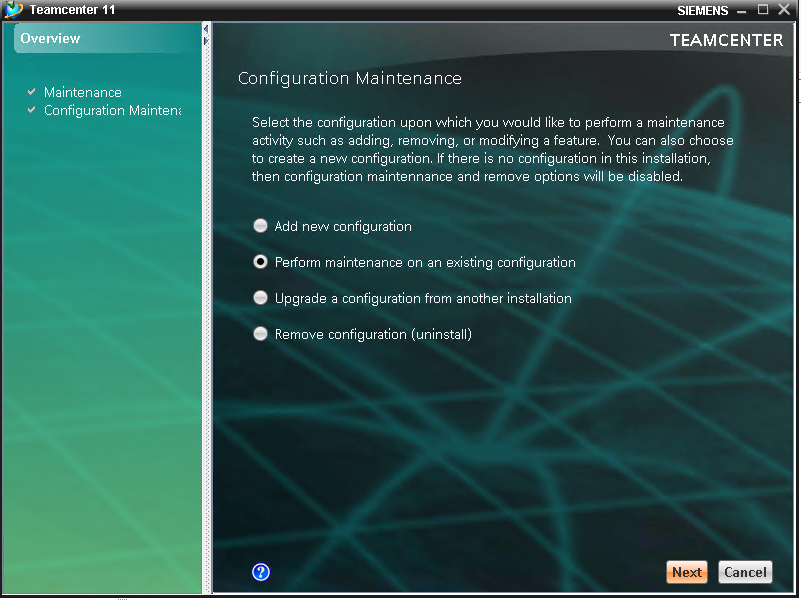 Teamcenter 11
SIEMENS
Overview
TEAMCENTER
Maintenance
Configuration Maintena
Configuration Maintenance
Select the configuration upon which you would like to perform a maintenance
activity such as adding, removing, or modifying a feature. You can also choose
to create a new configuration. If there is no configuration in this installation,
then configuration maintennance and remove options will be disabled.
Add new configuration
Perform maintenance on an existing configuration
Upgrade a configuration from another installation
Remove configuration (uninstall)
?
Next
Cancel